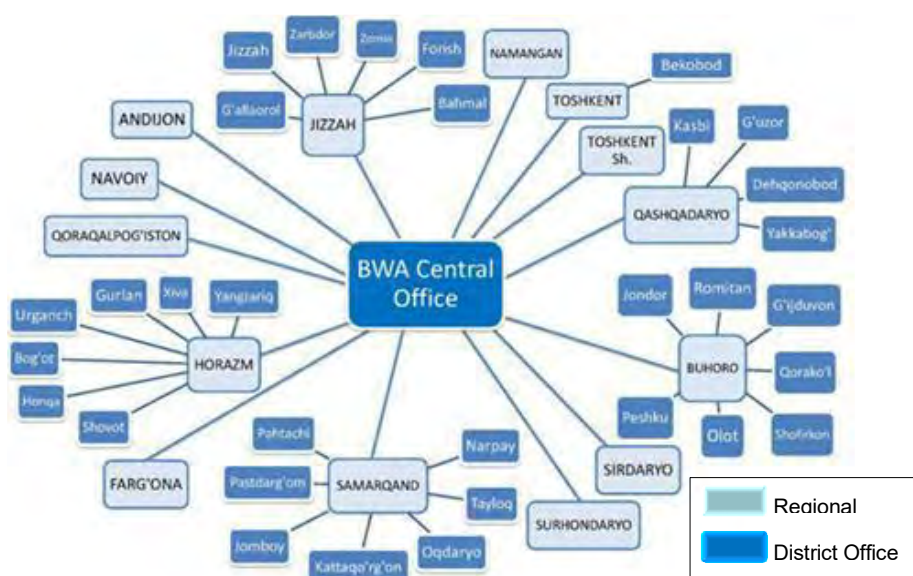 Jizzah
Zarbdor
Zomin
Forish
G'allaorol
Bahmal
JIZZAH
NAMANGAN
TOSHKENT
Bekobod
TOSHKENT
Sh.
Kasbi
G'uzor
Dehqonobod
QASHQADARYO
Yakkabog'
ANDIJON
NAVOIY
QORAQALPOG'ISTON
BWA Central
Office
Urganch
Gurlan
Xiva
Yangiariq
Bog'ot
HORAZM
Honqa
Shovot
FARG'ONA
Jondor
Romitan
G'ijduvon
BUHORO
Qorako'l
Peshku
Olot
Shofirkon
Pahtachi
Narpay
Pastdarg'om
SAMARQAND
Tayloq
Jomboy
Kattaqo'rg'on
Oqdaryo
SIRDARYO
SURHONDARYO
Regional
District Office